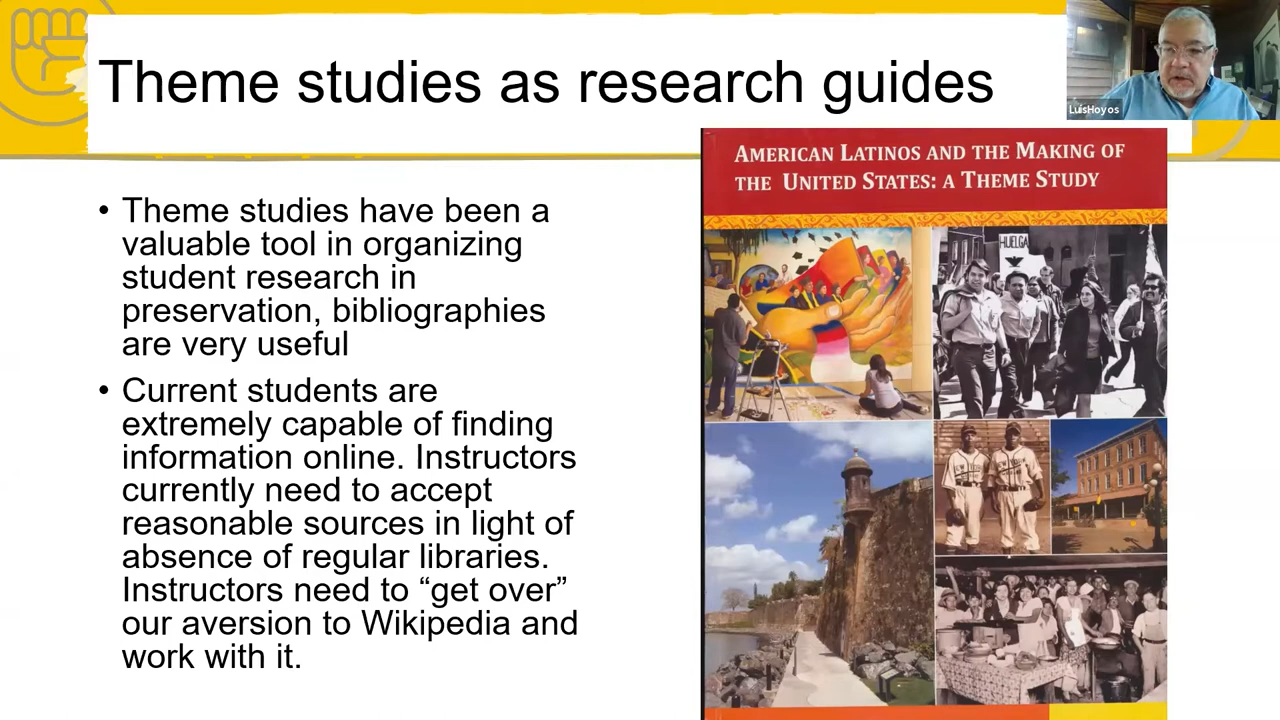 Theme studies as research guides
LuisHoyos
AMERICAN LATINOS AND THE MAKING OF
THE UNITED STATES: A THEME STUDY
HUELGA
NEW YORK
• Theme studies have been a
valuable tool in organizing
student research in
preservation, bibliographies
are very useful
• Current students are
extremely capable of finding
information online. Instructors
currently need to accept
reasonable sources in light of
absence of regular libraries.
Instructors need to “get over”
our aversion to Wikipedia and
work with it.